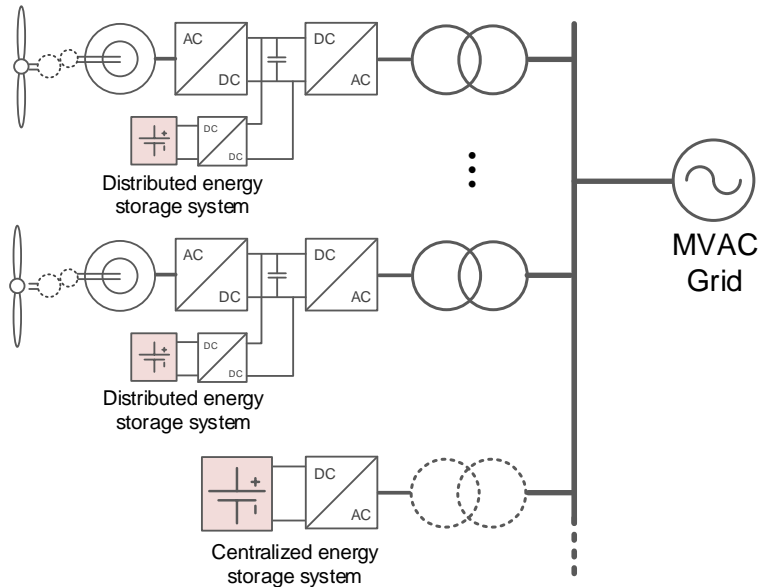 AC
DC
DC
AC
DC
DC
Distributed energy
storage system
AC
DC
DC
AC
DC
DC
Distributed energy
storage system
MVAC
Grid
DC
AC
Centralized energy
storage system